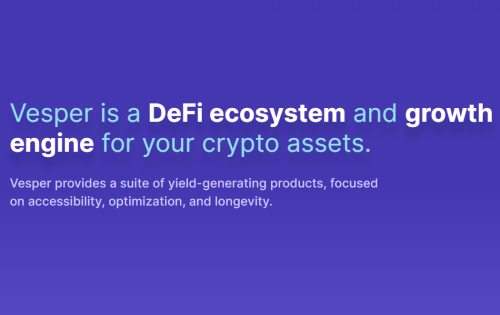 Vesper is a DeFi ecosystem and growth
engine for your crypto assets.
Vesper provides a suite of yield-generating products, focused
on accessibility, optimization, and longevity.